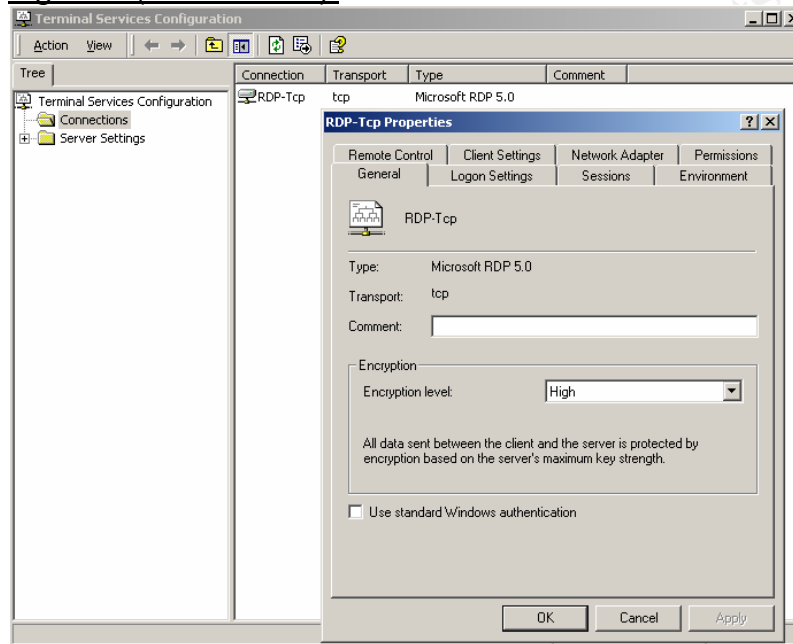 Terminal Services Configuration
Action View
Tree
Connection Transport Type Comment
Terminal Services Configuration
Connections
Server Settings
RDP-Tcp tcp Microsoft RDP 5.0
RDP-Tcp Properties
Remote Control Client Settings Network Adapter Permissions
General Logon Settings Sessions Environment
RDP-Tcp
Type: Microsoft RDP 5.0
Transport: tcp
Comment:
Encryption
Encryption level: High
All data sent between the client and the server is protected by
encryption based on the server's maximum key strength.
Use standard Windows authentication
OK Cancel Apply